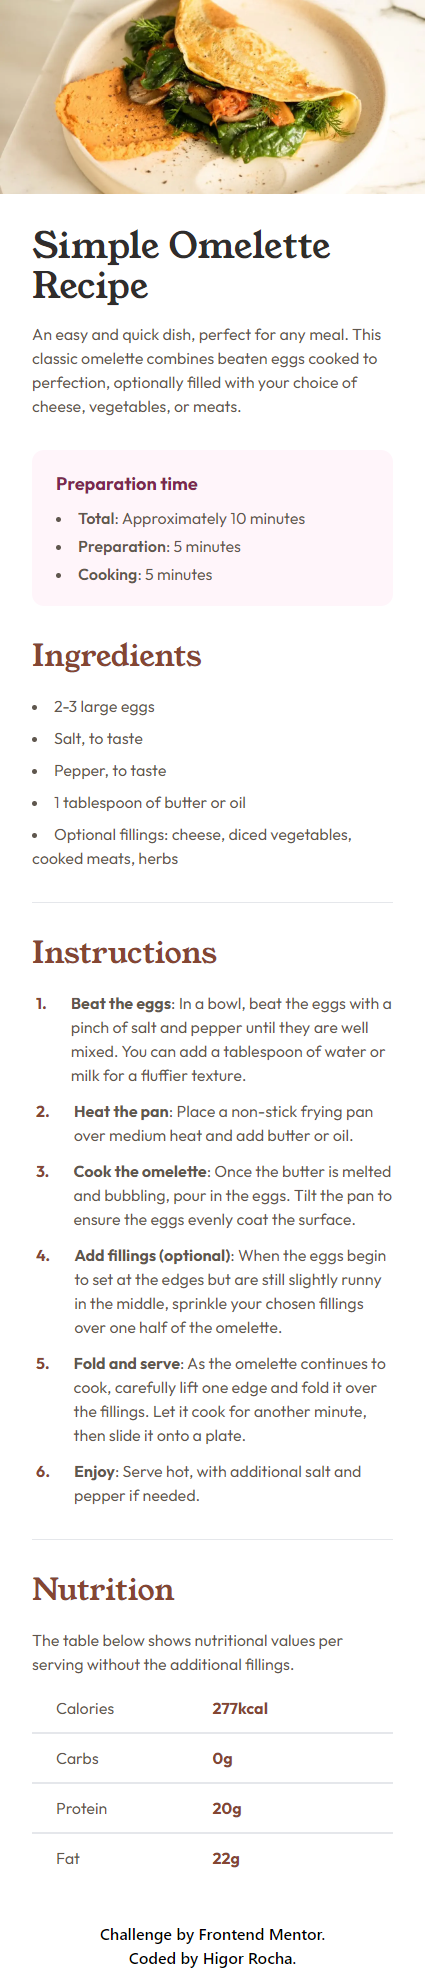 Simple Omelette
Recipe
An easy and quick dish, perfect for any meal. This
classic omelette combines beaten eggs cooked to
perfection, optionally filled with your choice of
cheese, vegetables, or meats.
Preparation time
• Total: Approximately 10 minutes
• Preparation: 5 minutes
• Cooking: 5 minutes
Ingredients
• 2-3 large eggs
• Salt, to taste
• Pepper, to taste
• 1 tablespoon of butter or oil
• Optional fillings: cheese, diced vegetables,
cooked meats, herbs
Instructions
1. Beat the eggs: In a bowl, beat the eggs with a
pinch of salt and pepper until they are well
mixed. You can add a tablespoon of water or
milk for a fluffier texture.
2. Heat the pan: Place a non-stick frying pan
over medium heat and add butter or oil.
3. Cook the omelette: Once the butter is melted
and bubbling, pour in the eggs. Tilt the pan to
ensure the eggs evenly coat the surface.
4. Add fillings (optional): When the eggs begin
to set at the edges but are still slightly runny
in the middle, sprinkle your chosen fillings
over one half of the omelette.
5. Fold and serve: As the omelette continues to
cook, carefully lift one edge and fold it over
the fillings. Let it cook for another minute,
then slide it onto a plate.
6. Enjoy: Serve hot, with additional salt and
pepper if needed.
Nutrition
The table below shows nutritional values per
serving without the additional fillings.
Calories 277kcal
Carbs 0g
Protein 20g
Fat 22g
Challenge by Frontend Mentor.
Coded by Higor Rocha.